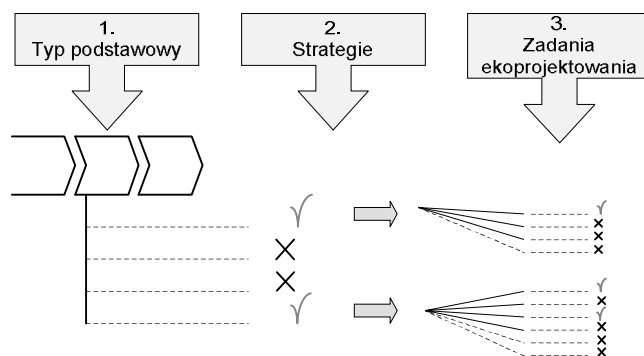 1.
Typ podstawowy
2.
Strategie
3.
Zadania
ekoprojektowania